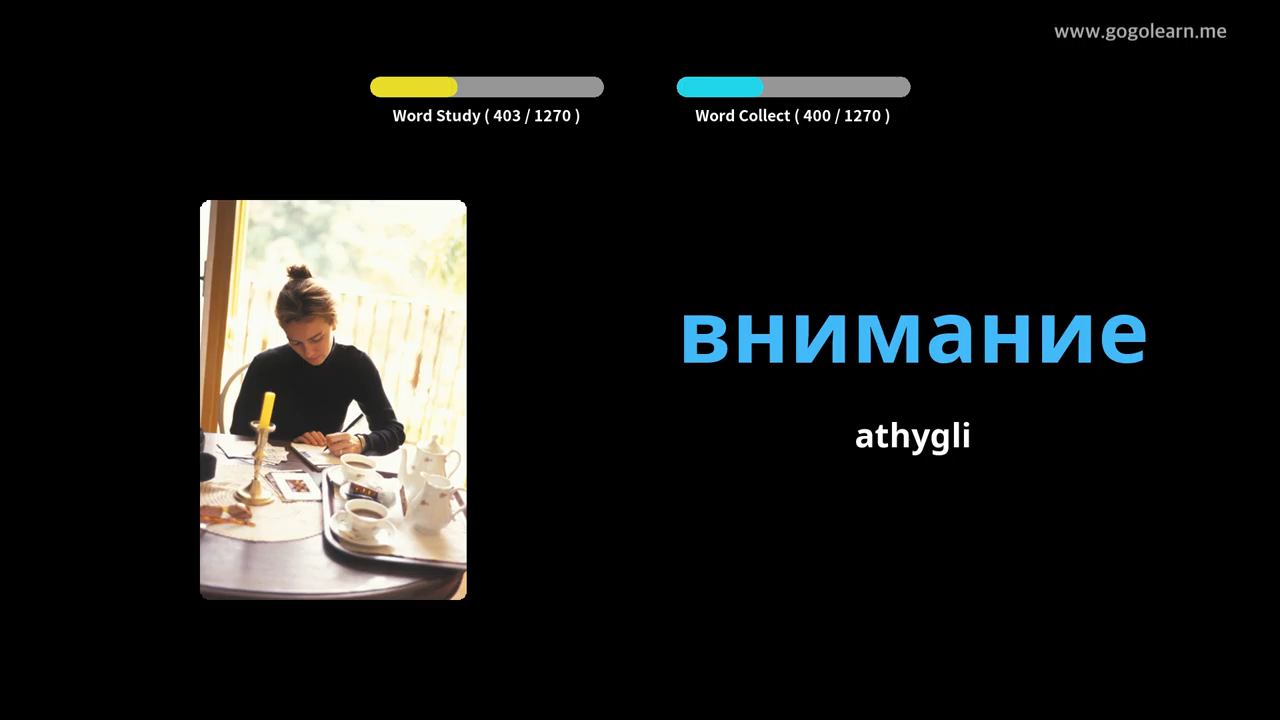 www.gogolearn.me
Word Study ( 403 / 1270 )
Word Collect ( 400 / 1270 )
внимание
athygli